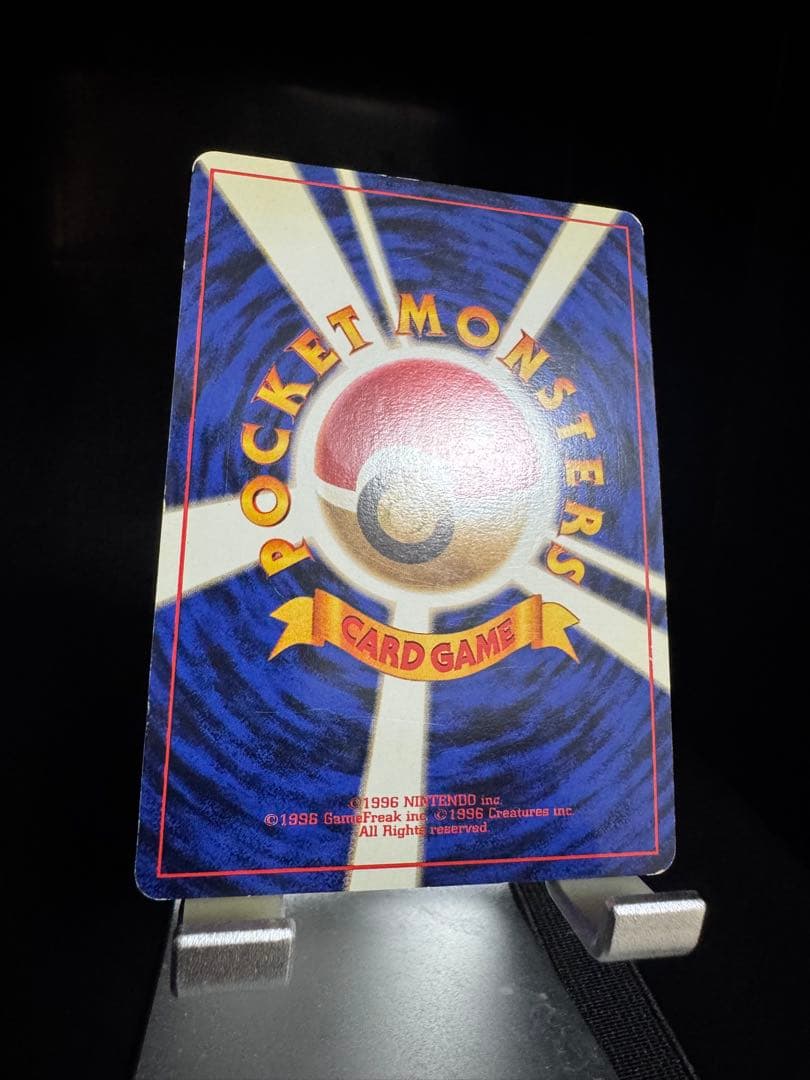 POCKET MONSTERS
CARD GAME
©1996 NINTENDO inc.
©1996 GameFreak inc. ©1996 Creatures inc.
All Rights reserved.